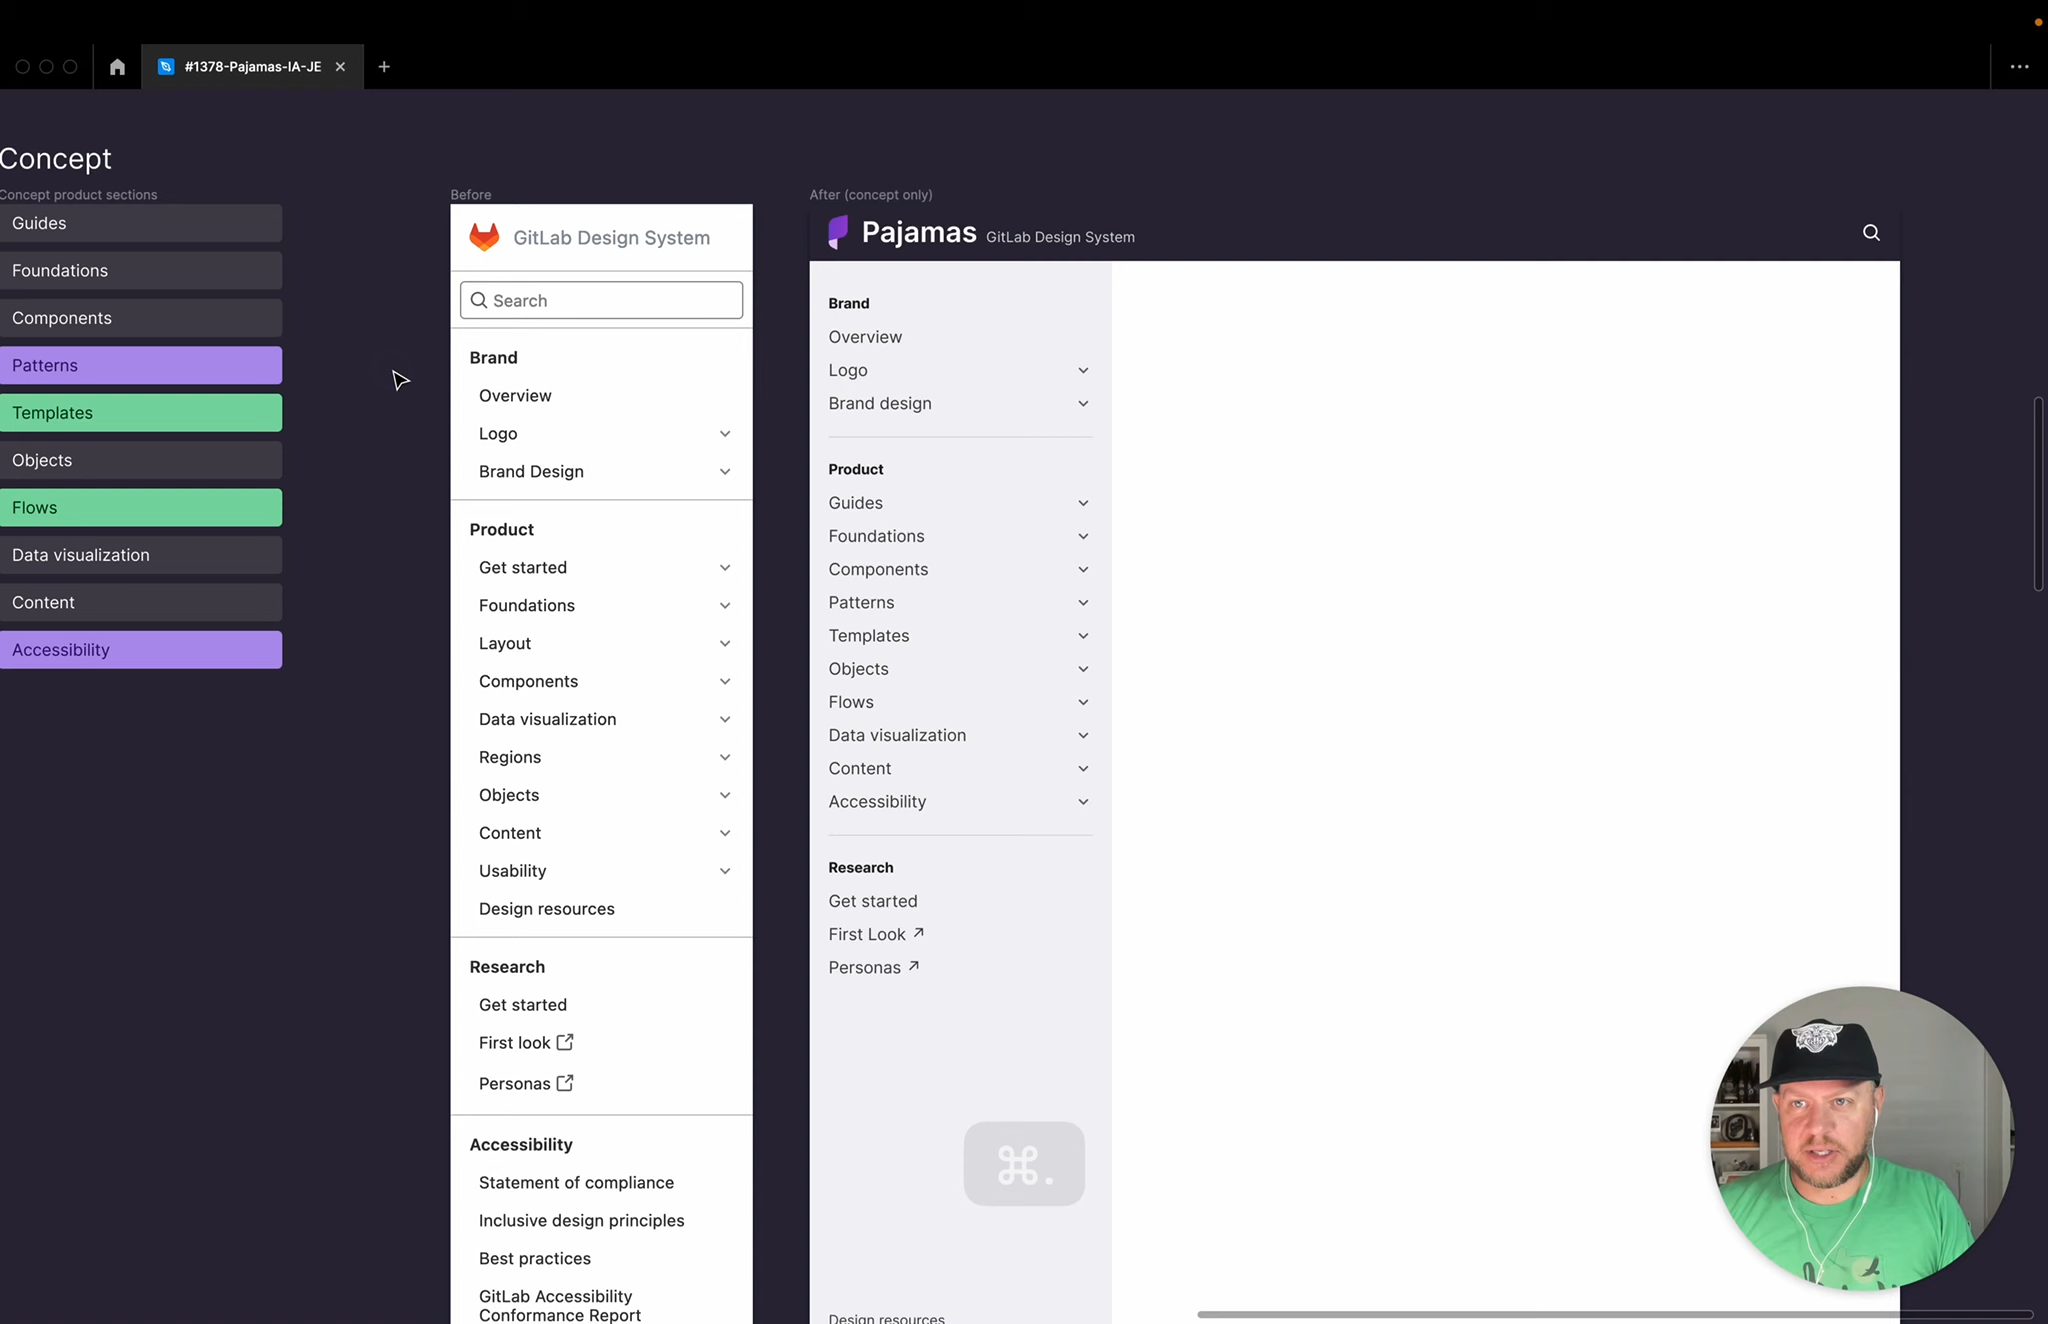 #1378-Pajamas-IA-JE
Concept
Concept product sections
Guides
Foundations
Components
Patterns
Templates
Objects
Flows
Data visualization
Content
Accessibility
Before
GitLab Design System
Search
Brand
Overview
Logo
Brand Design
Product
Get started
Foundations
Layout
Components
Data visualization
Regions
Objects
Content
Usability
Design resources
Research
Get started
First look
Personas
Accessibility
Statement of compliance
Inclusive design principles
Best practices
GitLab Accessibility
Conformance Report
After (concept only)
Pajamas GitLab Design System
Brand
Overview
Logo
Brand design
Product
Guides
Foundations
Components
Patterns
Templates
Objects
Flows
Data visualization
Content
Accessibility
Research
Get started
First Look ↗
Personas ↗
⌘.
Design resources